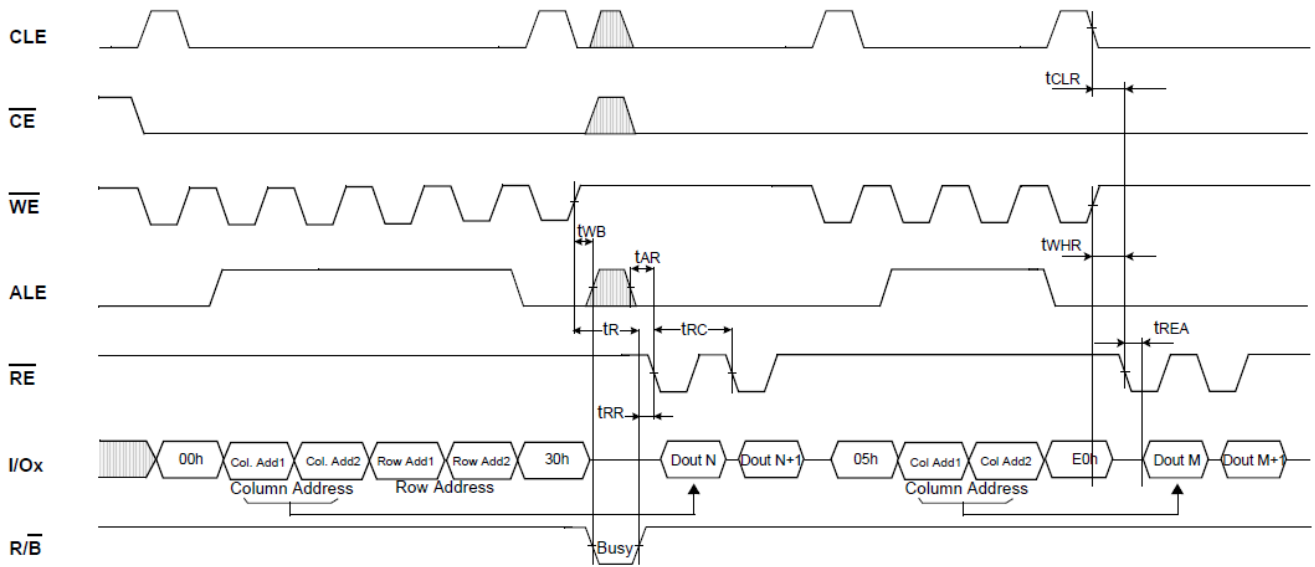 CLE
tCLR
CE
WE
tWB
tAR
tWHR
ALE
tR
tRC
tREA
RE
tRR
I/Ox
00h
Col. Add1
Col. Add2
Row Add1
Row Add2
30h
Dout N
Dout N+1
05h
Col Add1
Col Add2
E0h
Dout M
Dout M+1
Column Address
Row Address
Column Address
R/B
Busy